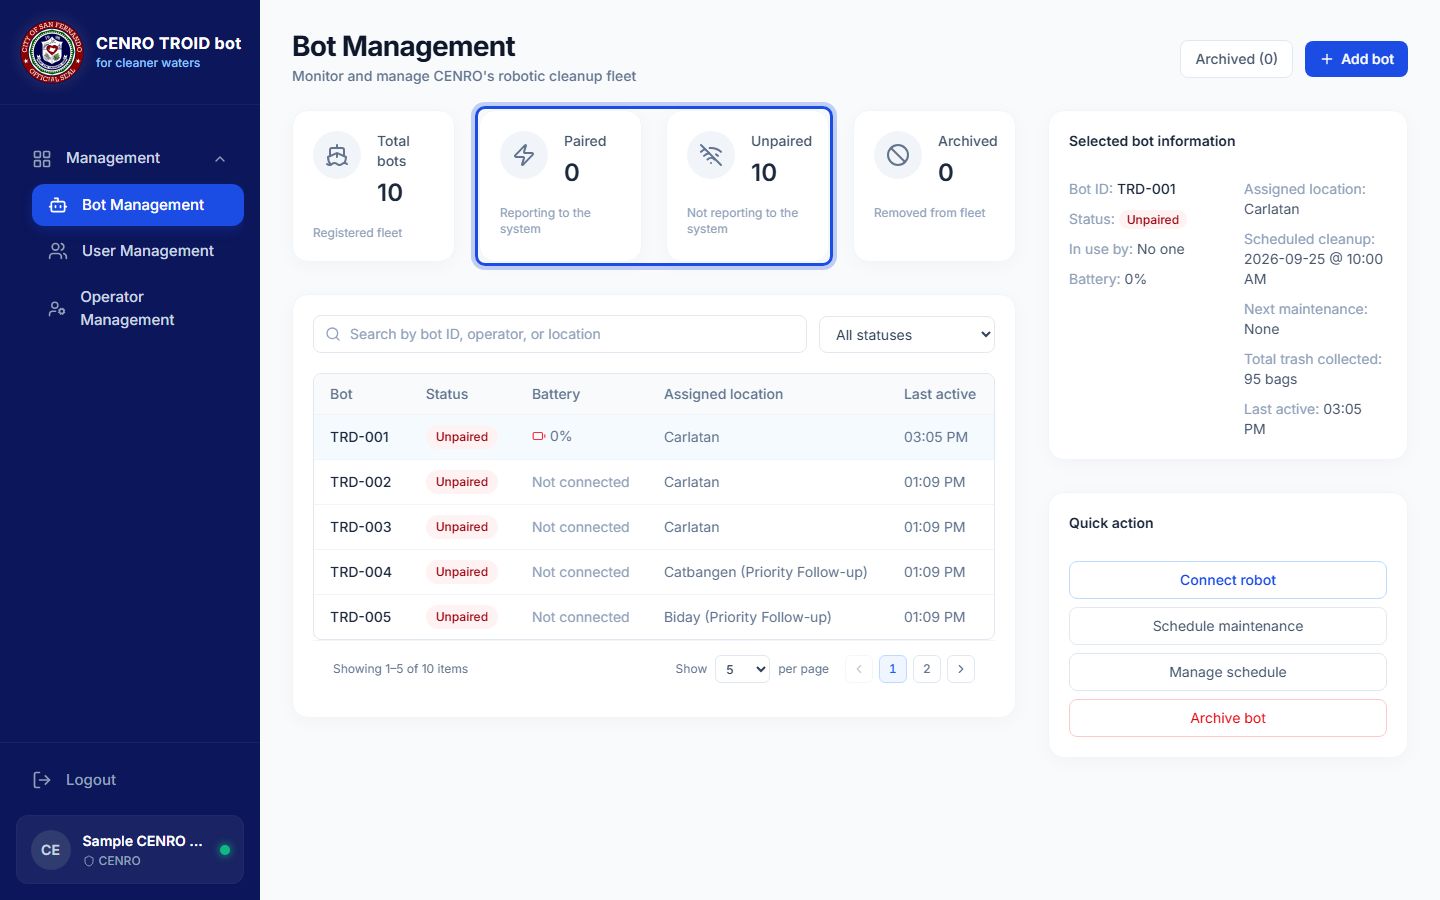 CITY OF SAN FERNANDO
OFFICIAL SEAL
CENRO TROID bot
for cleaner waters
Management
Bot Management
User Management
Operator
Management
Logout
CE
Sample CENRO ...
CENRO
Bot Management
Monitor and manage CENRO's robotic cleanup fleet
Archived (0)
Add bot
Total
bots
10
Registered fleet
Paired
0
Reporting to the
system
Unpaired
10
Not reporting to the
system
Archived
0
Removed from fleet
Search by bot ID, operator, or location
All statuses
Bot Status Battery Assigned location Last active
TRD-001 Unpaired 0% Carlatan 03:05 PM
TRD-002 Unpaired Not connected Carlatan 01:09 PM
TRD-003 Unpaired Not connected Carlatan 01:09 PM
TRD-004 Unpaired Not connected Catbangen (Priority Follow-up) 01:09 PM
TRD-005 Unpaired Not connected Biday (Priority Follow-up) 01:09 PM
Showing 1–5 of 10 items
Show 5 per page
1 2
Selected bot information
Bot ID: TRD-001
Status: Unpaired
In use by: No one
Battery: 0%
Assigned location:
Carlatan
Scheduled cleanup:
2026-09-25 @ 10:00
AM
Next maintenance:
None
Total trash collected:
95 bags
Last active: 03:05
PM
Quick action
Connect robot
Schedule maintenance
Manage schedule
Archive bot